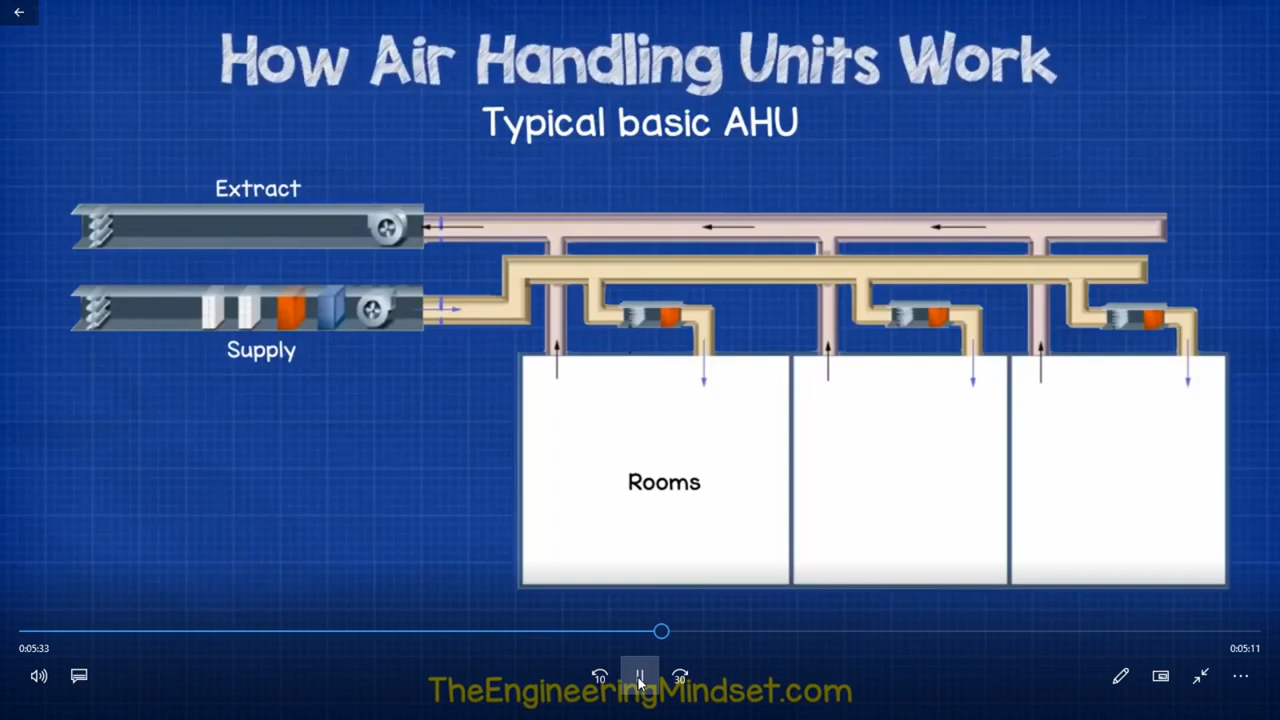 How Air Handling Units Work
Typical basic AHU
Extract
Supply
Rooms
0:05:33
0:05:11
10
30
TheEngineeringMindset.com